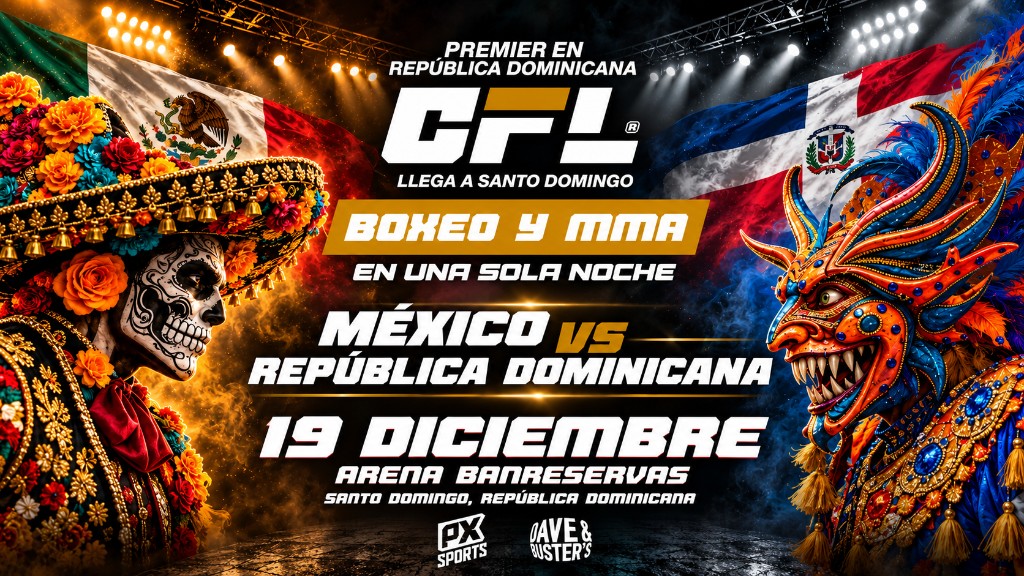 PREMIER EN
REPÚBLICA DOMINICANA
CFL®
LLEGA A SANTO DOMINGO
BOXEO Y MMA
EN UNA SOLA NOCHE
MÉXICO VS
REPÚBLICA DOMINICANA
19 DICIEMBRE
ARENA BANRESERVAS
SANTO DOMINGO, REPÚBLICA DOMINICANA
PX
SPORTS
DAVE &
BUSTER'S